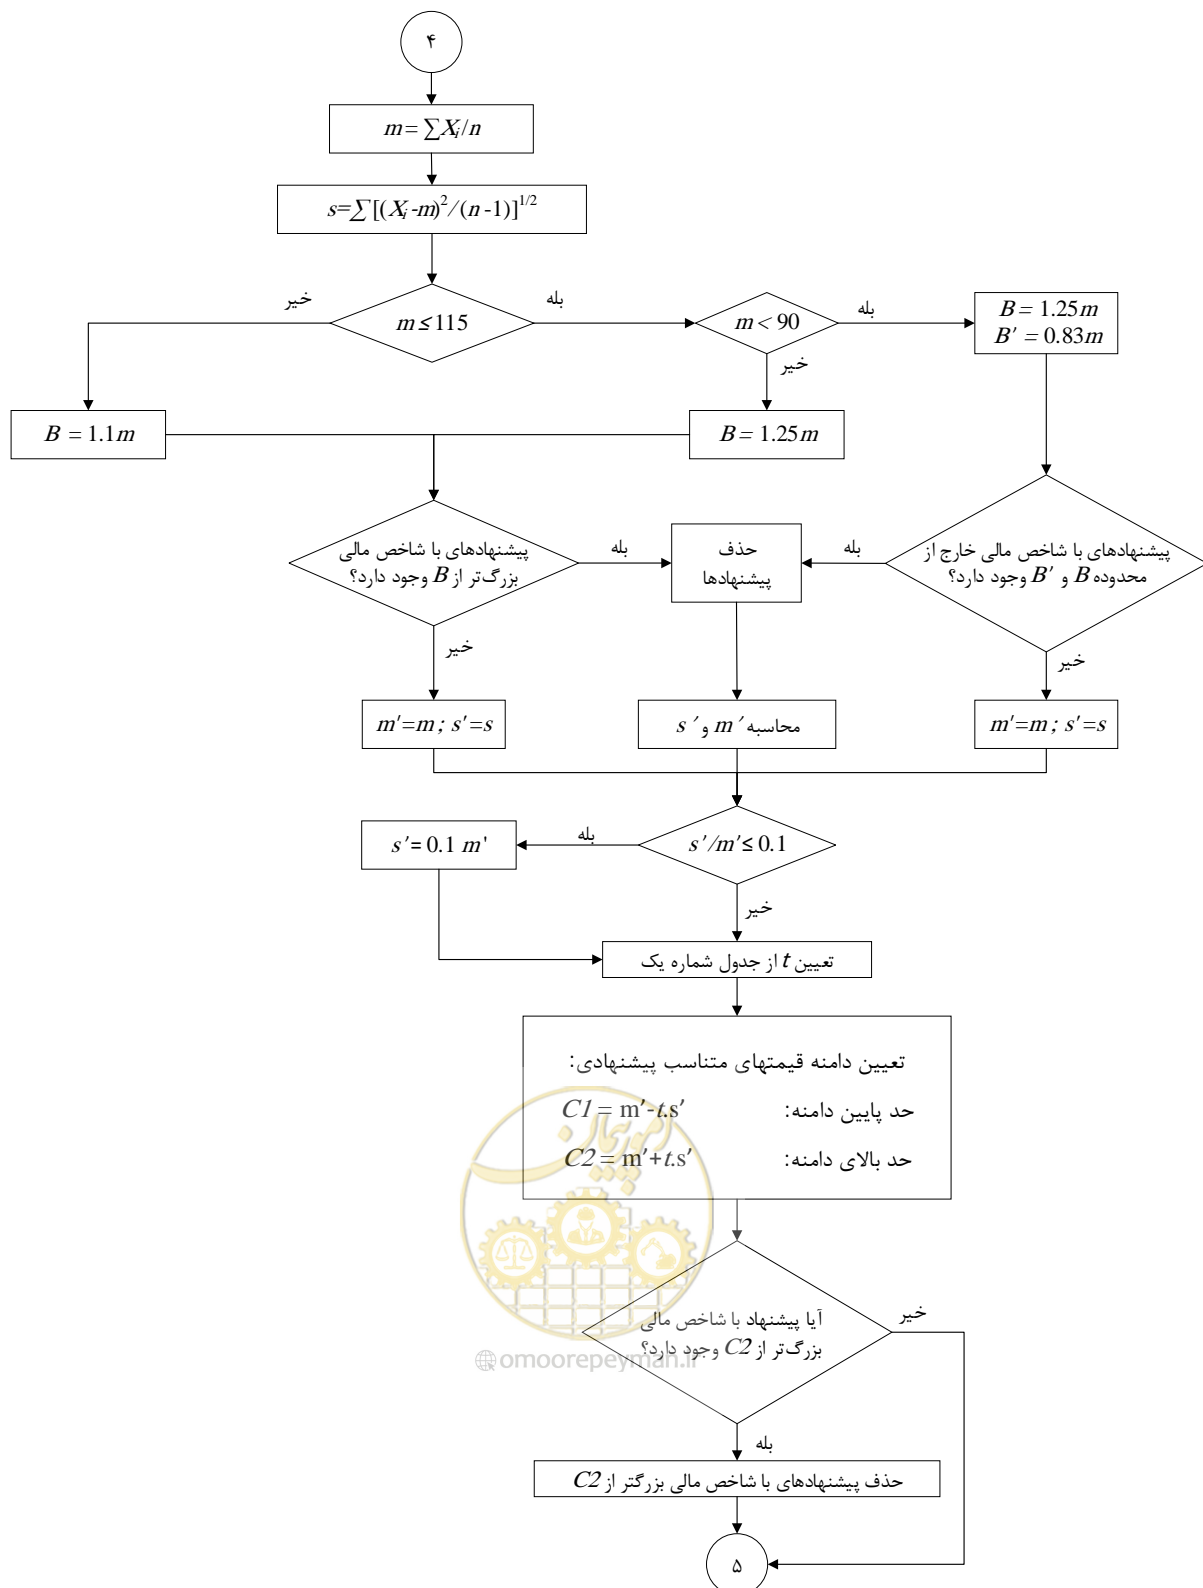 ۴
m = ∑Xi/n
s=∑[(Xi-m)²/(n-1)]^1/2
خیر
بله
بله
m ≤ 115
m < 90
B = 1.25m
B' = 0.83m
خیر
B = 1.1m
B = 1.25m
پیشنهادهای با شاخص مالی
بزرگ‌تر از B وجود دارد؟
بله
حذف
پیشنهادها
بله
پیشنهادهای با شاخص مالی خارج از
محدوده B و B' وجود دارد؟
خیر
خیر
m'=m ; s'=s
محاسبه m' و s'
m'=m ; s'=s
s'= 0.1 m'
بله
s'/m' ≤ 0.1
خیر
تعیین t از جدول شماره یک
تعیین دامنه قیمتهای متناسب پیشنهادی:
حد پایین دامنه: C1 = m'-t.s'
حد بالای دامنه: C2 = m'+t.s'
امور پیمان
آیا پیشنهاد با شاخص مالی
بزرگ‌تر از C2 وجود دارد؟
خیر
omoorepeyman.ir
بله
حذف پیشنهادهای با شاخص مالی بزرگتر از C2
۵